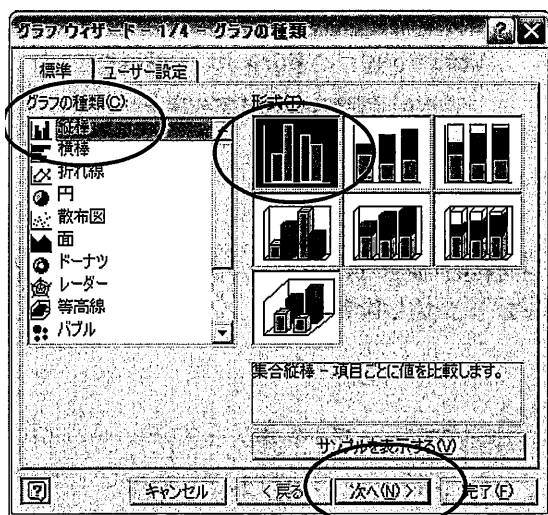 グラフ ウィザード - 1/4 - グラフの種類
標準 ユーザー設定
グラフの種類(C):
形式(T):
縦棒
横棒
折れ線
円
散布図
面
ドーナツ
レーダー
等高線
バブル
集合縦棒 - 項目ごとに値を比較します。
サンプルを表示する(V)
キャンセル < 戻る 次へ(N) > 完了(F)